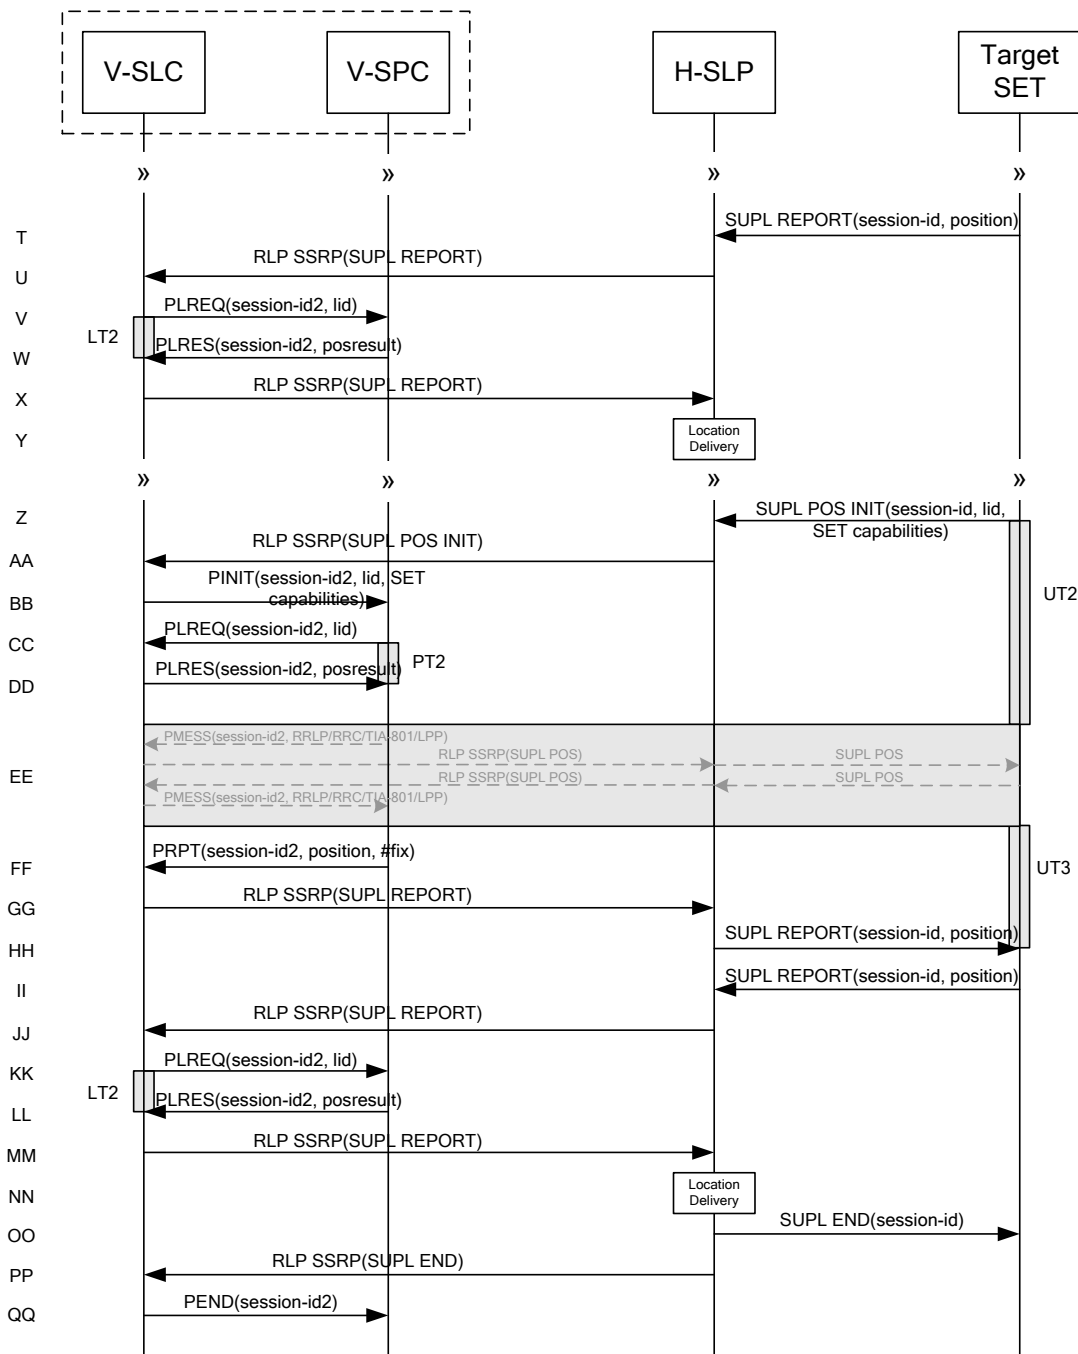 V-SLC
V-SPC
H-SLP
Target
SET
»
»
»
»
T
SUPL REPORT(session-id, position)
U
RLP SSRP(SUPL REPORT)
V
PLREQ(session-id2, lid)
LT2
W
PLRES(session-id2, posresult)
X
RLP SSRP(SUPL REPORT)
Y
Location
Delivery
»
»
»
»
Z
SUPL POS INIT(session-id, lid,
SET capabilities)
AA
RLP SSRP(SUPL POS INIT)
BB
PINIT(session-id2, lid, SET
capabilities)
UT2
CC
PLREQ(session-id2, lid)
PT2
DD
PLRES(session-id2, posresult)
PMESS(session-id2, RRLP/RRC/TIA-801/LPP)
RLP SSRP(SUPL POS)
SUPL POS
EE
RLP SSRP(SUPL POS)
SUPL POS
PMESS(session-id2, RRLP/RRC/TIA-801/LPP)
FF
PRPT(session-id2, position, #fix)
UT3
GG
RLP SSRP(SUPL REPORT)
HH
SUPL REPORT(session-id, position)
II
SUPL REPORT(session-id, position)
JJ
RLP SSRP(SUPL REPORT)
KK
PLREQ(session-id2, lid)
LT2
LL
PLRES(session-id2, posresult)
MM
RLP SSRP(SUPL REPORT)
NN
Location
Delivery
OO
SUPL END(session-id)
PP
RLP SSRP(SUPL END)
QQ
PEND(session-id2)